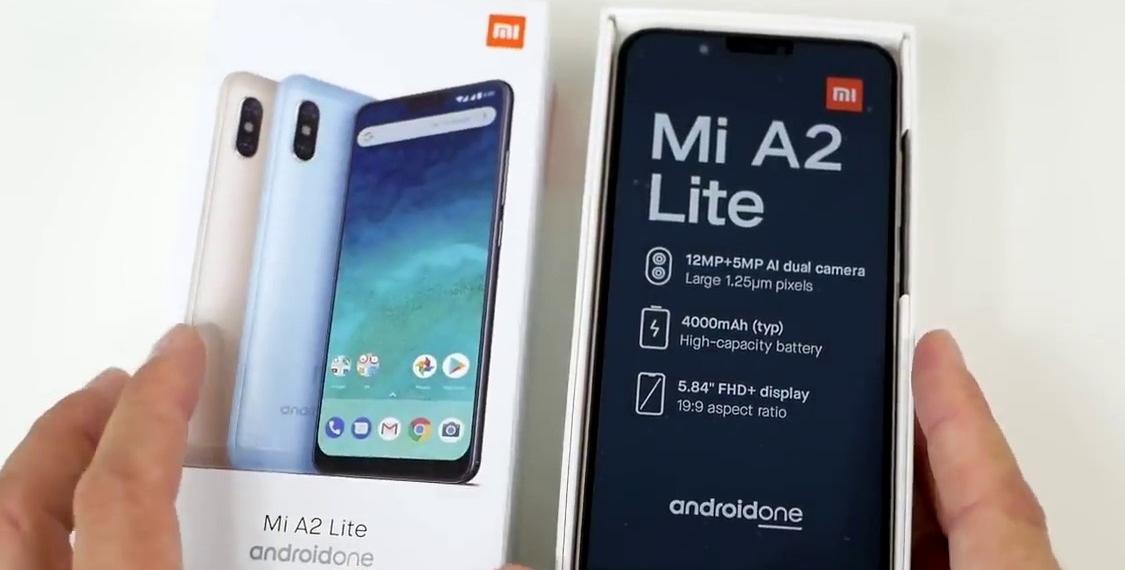 mi
andr
Mi A2 Lite
androidone
mi
Mi A2
Lite
12MP+5MP AI dual camera
Large 1.25μm pixels
4000mAh (typ)
High-capacity battery
5.84" FHD+ display
19:9 aspect ratio
androidone